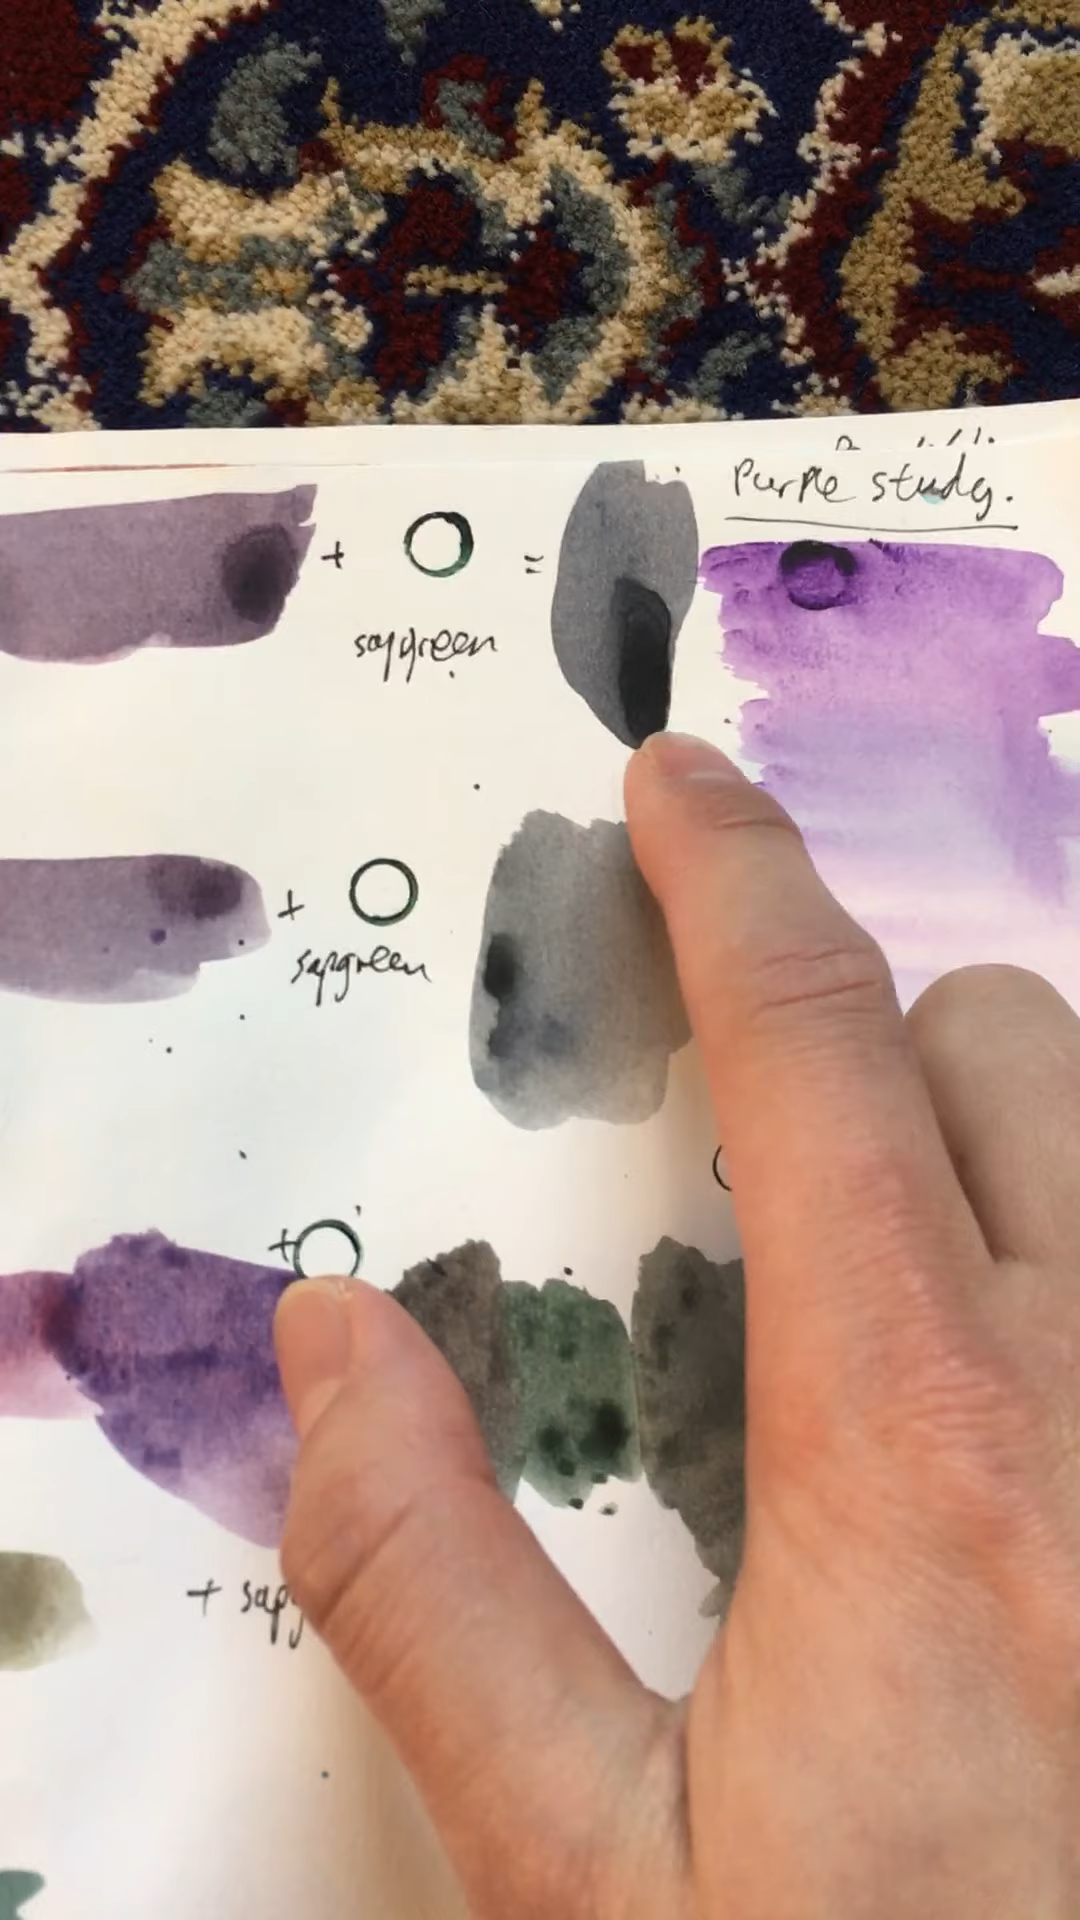 Purple study.
+
=
sapgreen
+
sapgreen
+
+